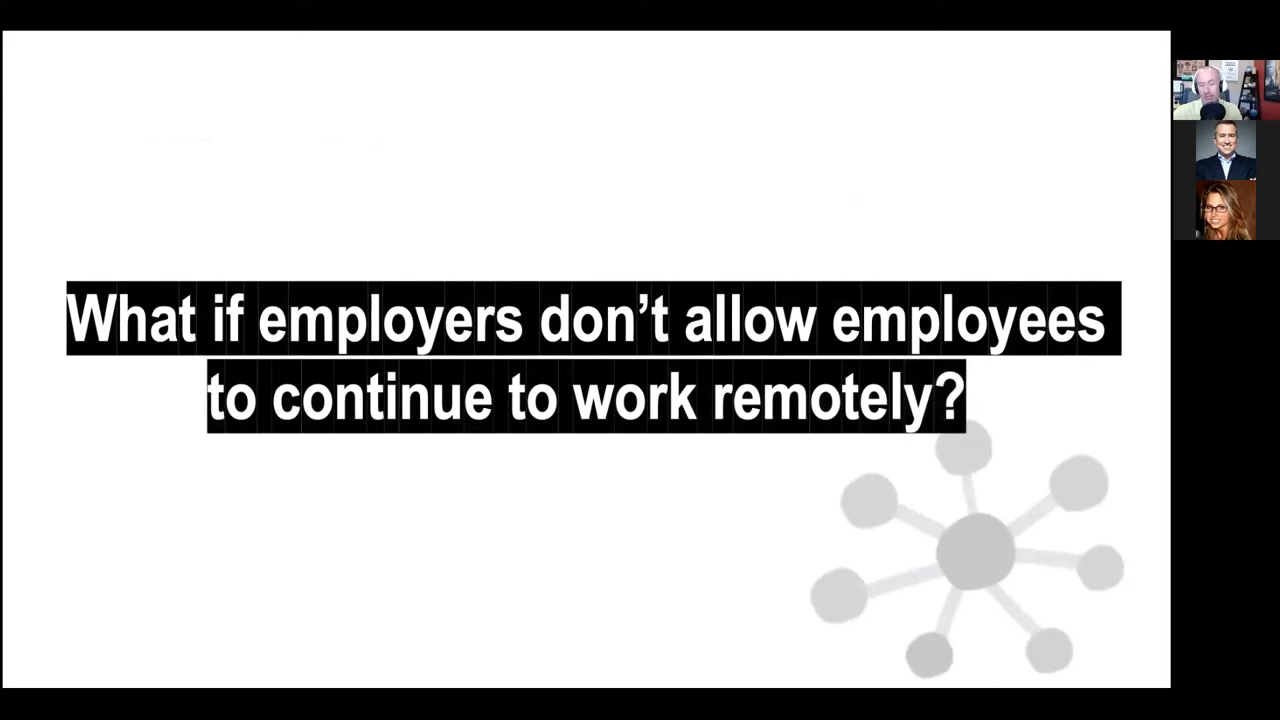 What if employers don’t allow employees
to continue to work remotely?